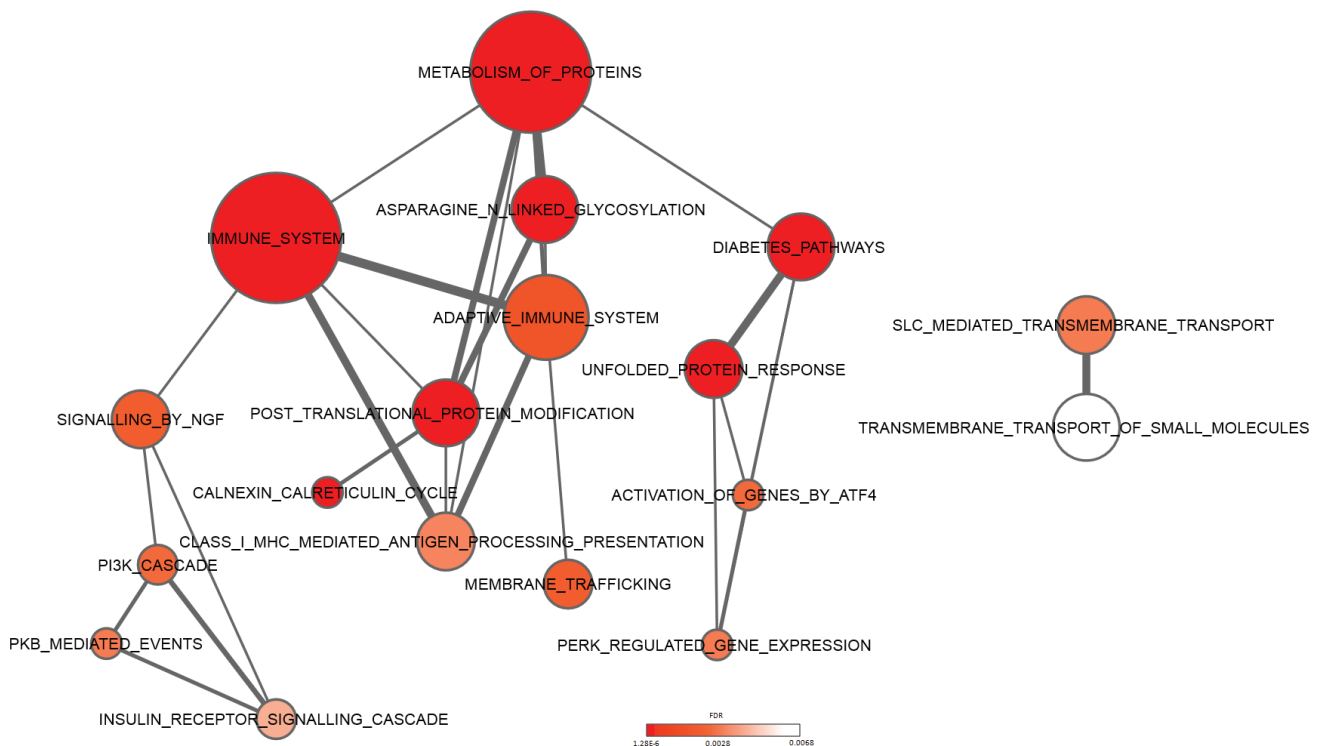 METABOLISM_OF_PROTEINS
ASPARAGINE_N_LINKED_GLYCOSYLATION
IMMUNE_SYSTEM
DIABETES_PATHWAYS
ADAPTIVE_IMMUNE_SYSTEM
SLC_MEDIATED_TRANSMEMBRANE_TRANSPORT
UNFOLDED_PROTEIN_RESPONSE
POST_TRANSLATIONAL_PROTEIN_MODIFICATION
SIGNALLING_BY_NGF
TRANSMEMBRANE_TRANSPORT_OF_SMALL_MOLECULES
CALNEXIN_CALRETICULIN_CYCLE
ACTIVATION_OF_GENES_BY_ATF4
CLASS_I_MHC_MEDIATED_ANTIGEN_PROCESSING_PRESENTATION
PI3K_CASCADE
MEMBRANE_TRAFFICKING
PKB_MEDIATED_EVENTS
PERK_REGULATED_GENE_EXPRESSION
INSULIN_RECEPTOR_SIGNALLING_CASCADE
FDR
1.28E-6 0.0028 0.0068